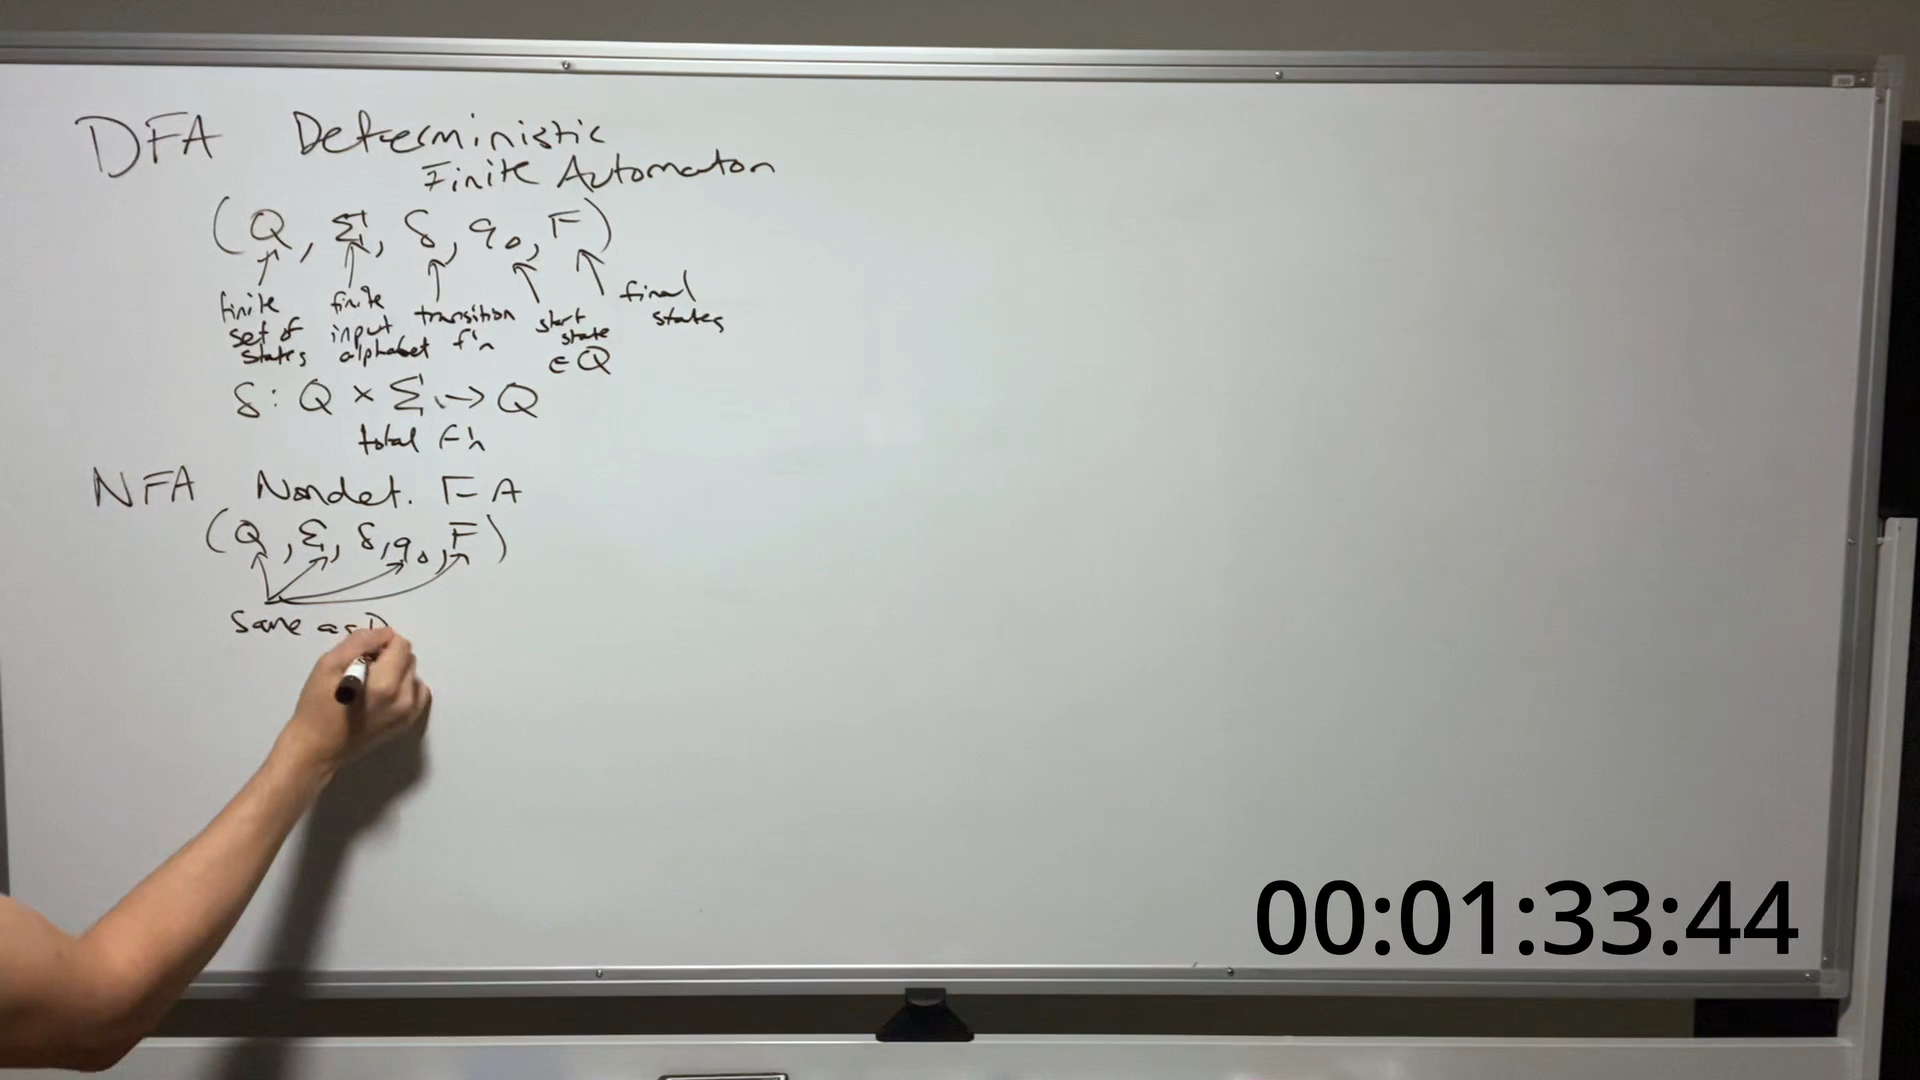 DFA Deterministic
Finite Automaton
(Q, Σ, δ, q₀, F)
finite set of states
finite input alphabet
transition f'n
start state ∈ Q
final states
δ: Q × Σ ↦ Q
total f'n
NFA Nondet. FA
(Q, Σ, δ, q₀, F)
Same as D
00:01:33:44